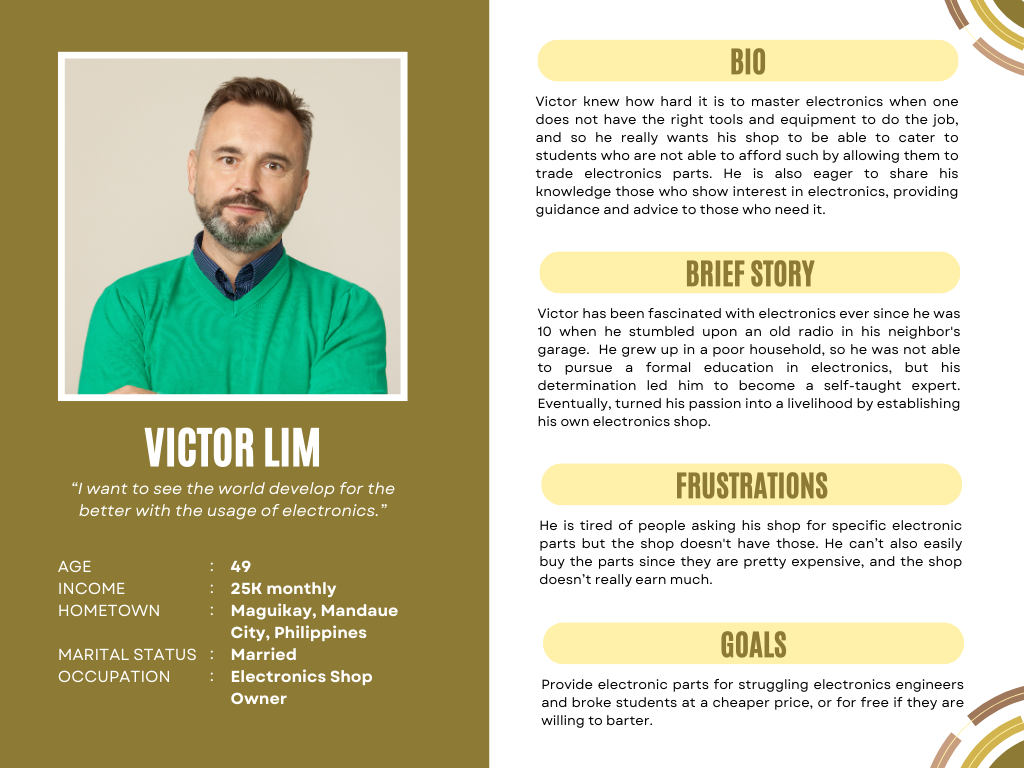 VICTOR LIM
“I want to see the world develop for the
better with the usage of electronics.”
AGE : 49
INCOME : 25K monthly
HOMETOWN : Maguikay, Mandaue
City, Philippines
MARITAL STATUS : Married
OCCUPATION : Electronics Shop
Owner
BIO
Victor knew how hard it is to master electronics when one
does not have the right tools and equipment to do the job,
and so he really wants his shop to be able to cater to
students who are not able to afford such by allowing them to
trade electronics parts. He is also eager to share his
knowledge those who show interest in electronics, providing
guidance and advice to those who need it.
BRIEF STORY
Victor has been fascinated with electronics ever since he was
10 when he stumbled upon an old radio in his neighbor's
garage.  He grew up in a poor household, so he was not able
to pursue a formal education in electronics, but his
determination led him to become a self-taught expert.
Eventually, turned his passion into a livelihood by establishing
his own electronics shop.
FRUSTRATIONS
He is tired of people asking his shop for specific electronic
parts but the shop doesn't have those. He can’t also easily
buy the parts since they are pretty expensive, and the shop
doesn’t really earn much.
GOALS
Provide electronic parts for struggling electronics engineers
and broke students at a cheaper price, or for free if they are
willing to barter.